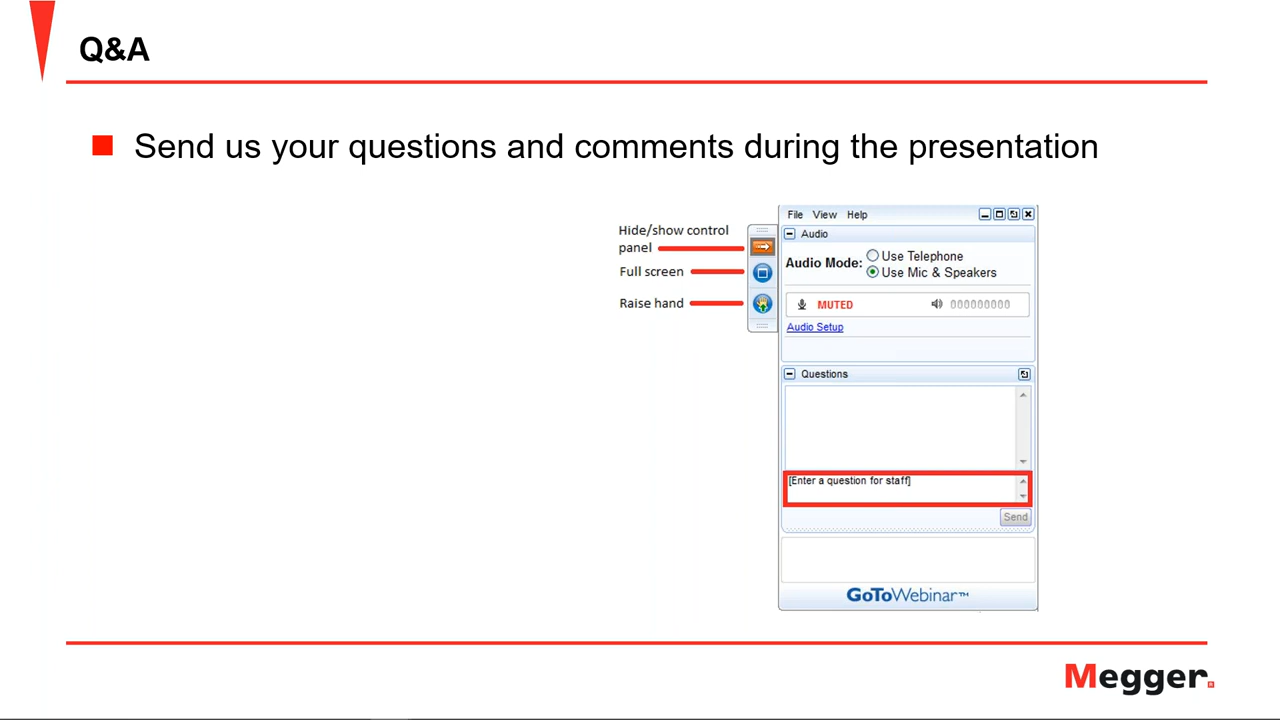 Q&A
Send us your questions and comments during the presentation
Hide/show control
panel
Full screen
Raise hand
File View Help
Audio
Audio Mode: Use Telephone
Use Mic & Speakers
MUTED 000000000
Audio Setup
Questions
[Enter a question for staff]
Send
GoToWebinar™
Megger.